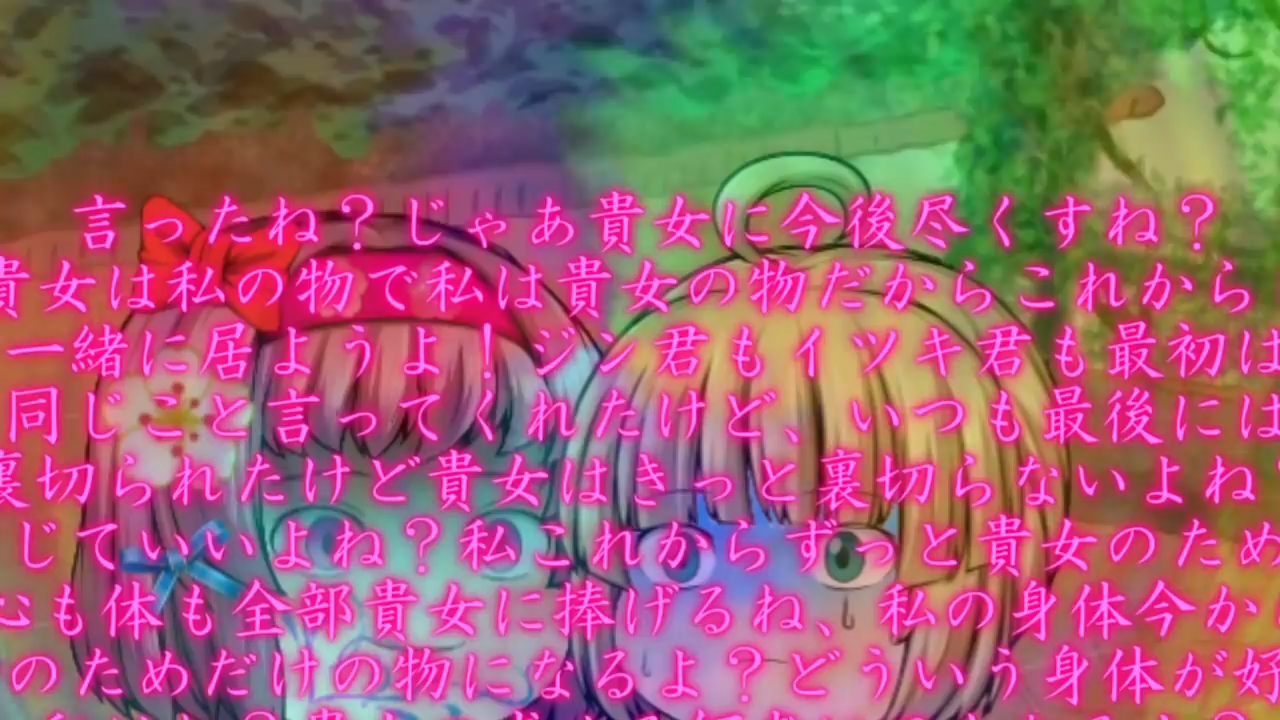 言ったね？じゃあ貴女に今後尽くすね？
貴女は私の物で私は貴女の物だからこれから
一緒に居ようよ！ジン君もイツキ君も最初は
同じこと言ってくれたけど、いつも最後には
裏切られたけど貴女はきっと裏切らないよね
じていいよね？私これからずっと貴女のため
心も体も全部貴女に捧げるね、私の身体今か
のためだけの物になるよ？どういう身体が好